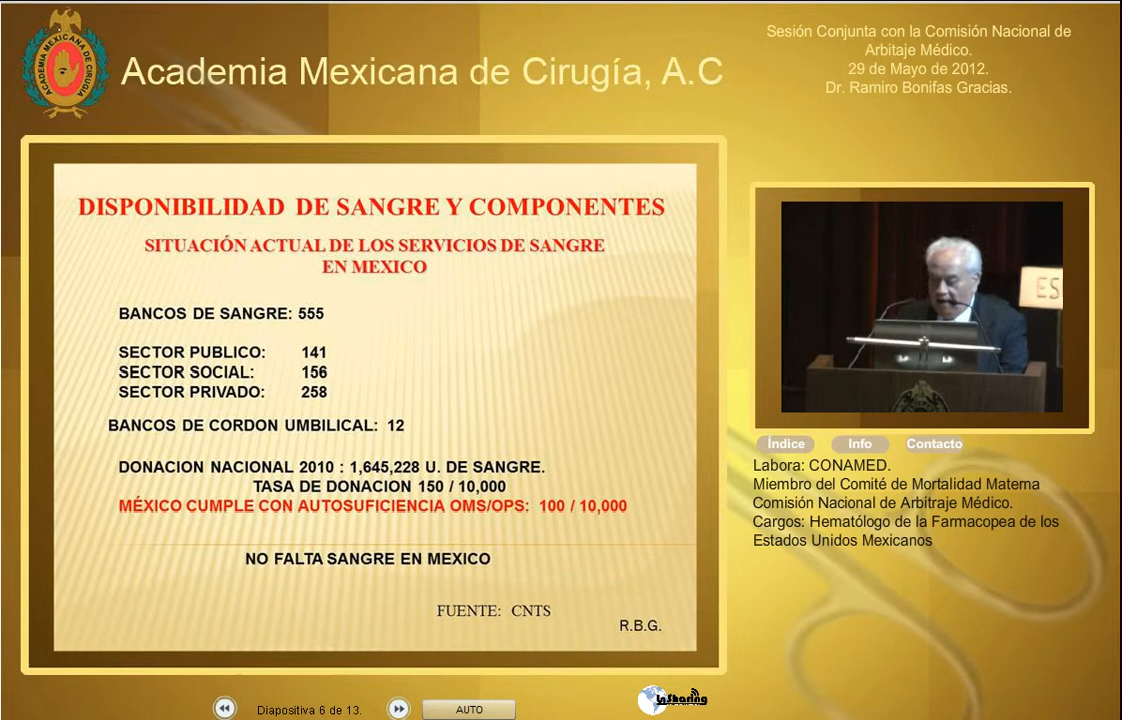 ACADEMIA MEXICANA DE CIRUGIA
Academia Mexicana de Cirugía, A.C
Sesión Conjunta con la Comisión Nacional de
Arbitaje Médico.
29 de Mayo de 2012.
Dr. Ramiro Bonifas Gracias.
DISPONIBILIDAD DE SANGRE Y COMPONENTES
SITUACIÓN ACTUAL DE LOS SERVICIOS DE SANGRE
EN MEXICO
BANCOS DE SANGRE: 555
SECTOR PUBLICO: 141
SECTOR SOCIAL: 156
SECTOR PRIVADO: 258
BANCOS DE CORDON UMBILICAL: 12
DONACION NACIONAL 2010 : 1,645,228 U. DE SANGRE.
TASA DE DONACION 150 / 10,000
MÉXICO CUMPLE CON AUTOSUFICIENCIA OMS/OPS: 100 / 10,000
NO FALTA SANGRE EN MEXICO
FUENTE: CNTS
R.B.G.
ES
Índice Info Contacto
Labora: CONAMED.
Miembro del Comité de Mortalidad Materna
Comisión Nacional de Arbitraje Médico.
Cargos: Hematólogo de la Farmacopea de los
Estados Unidos Mexicanos
Diapositiva 6 de 13.
AUTO
InSharing